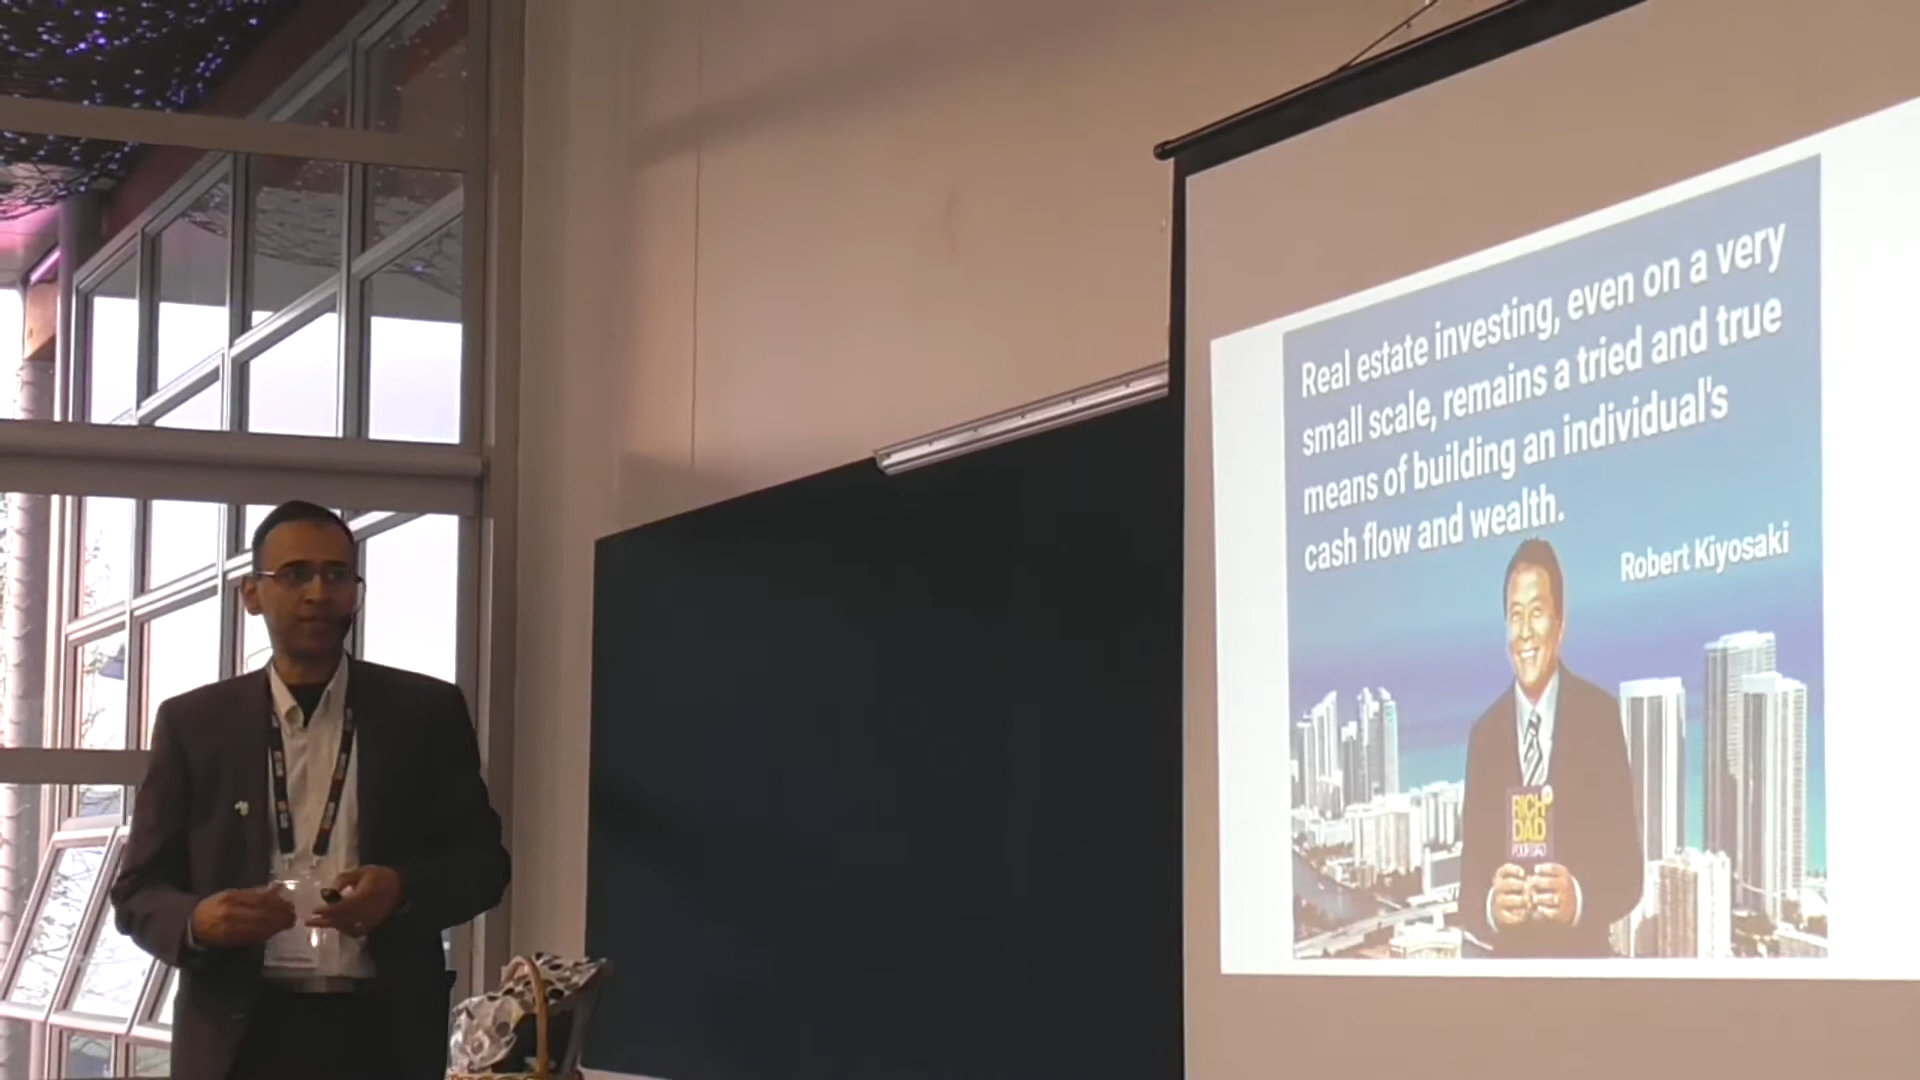 Real estate investing, even on a very
small scale, remains a tried and true
means of building an individual's
cash flow and wealth.
Robert Kiyosaki
RICH
DAD
POOR DAD